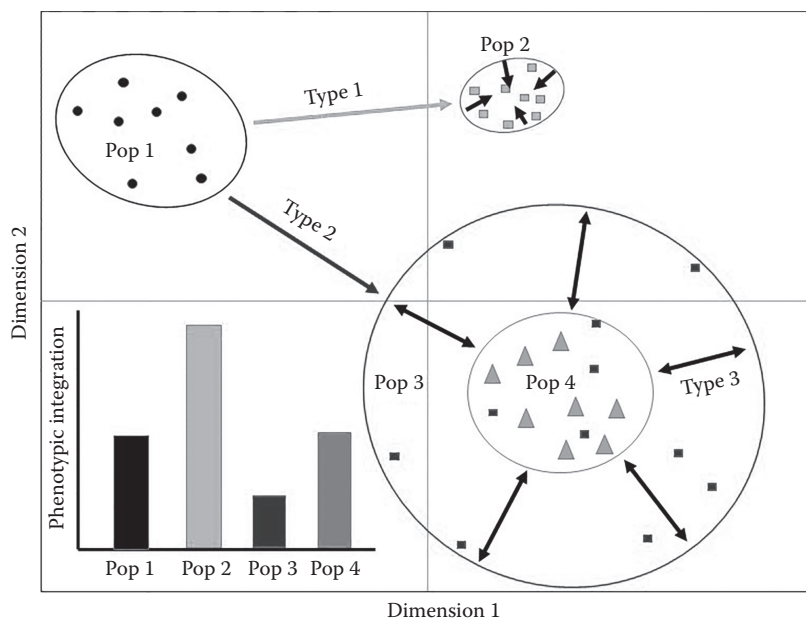 Pop 2
Type 1
Pop 1
Type 2
Dimension 2
Pop 3
Pop 4
Type 3
Phenotypic integration
Pop 1
Pop 2
Pop 3
Pop 4
Dimension 1